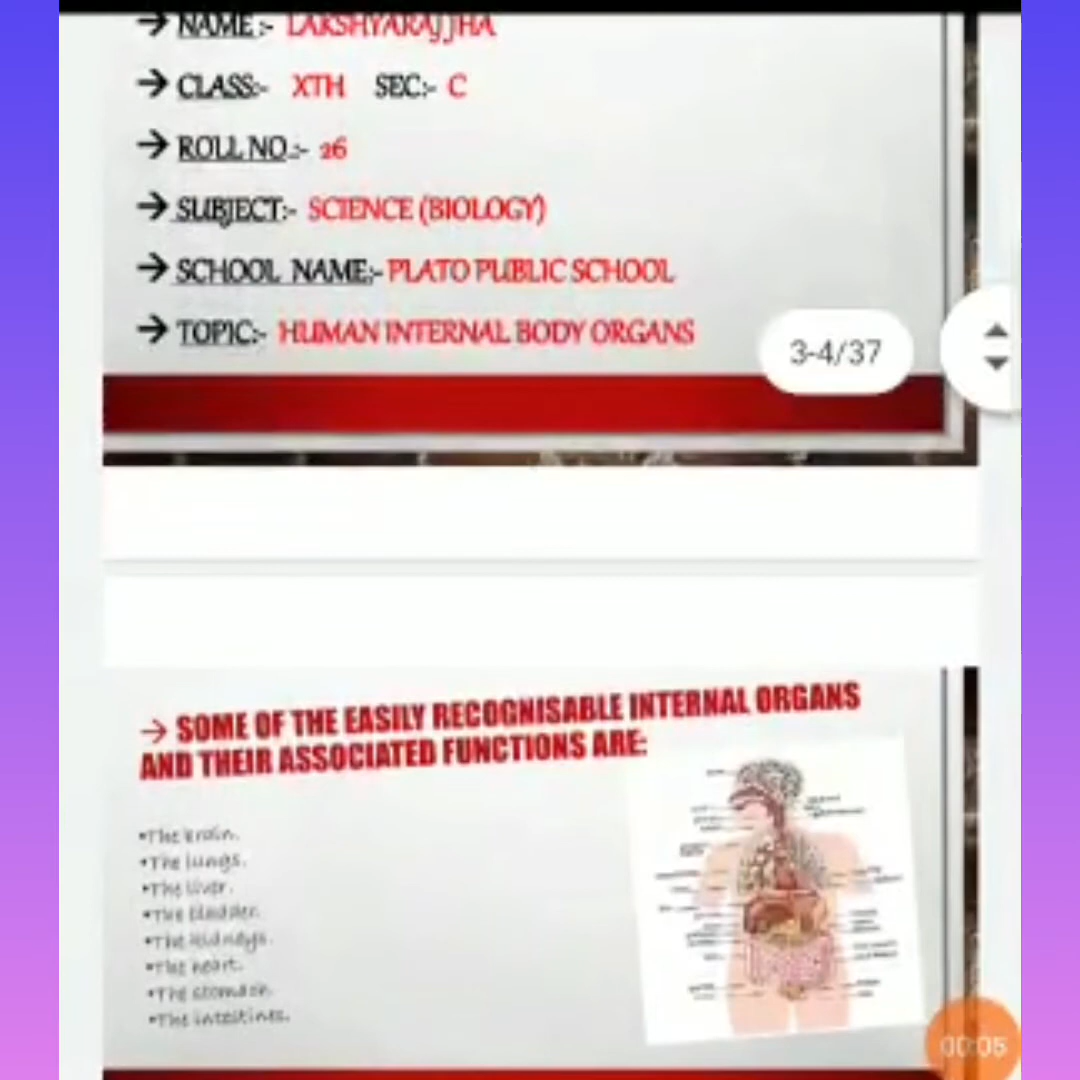 → NAME:- LAKSHYARAJ JHA
→ CLASS:- XTH SEC:- C
→ ROLL NO.:- 26
→ SUBJECT:- SCIENCE (BIOLOGY)
→ SCHOOL NAME:- PLATO PUBLIC SCHOOL
→ TOPIC:- HUMAN INTERNAL BODY ORGANS
3-4/37
→ SOME OF THE EASILY RECOGNISABLE INTERNAL ORGANS
AND THEIR ASSOCIATED FUNCTIONS ARE:
•The brain.
•The lungs.
•The liver.
•The bladder.
•The kidneys.
•The heart.
•The stomach.
•The intestines.
00:05